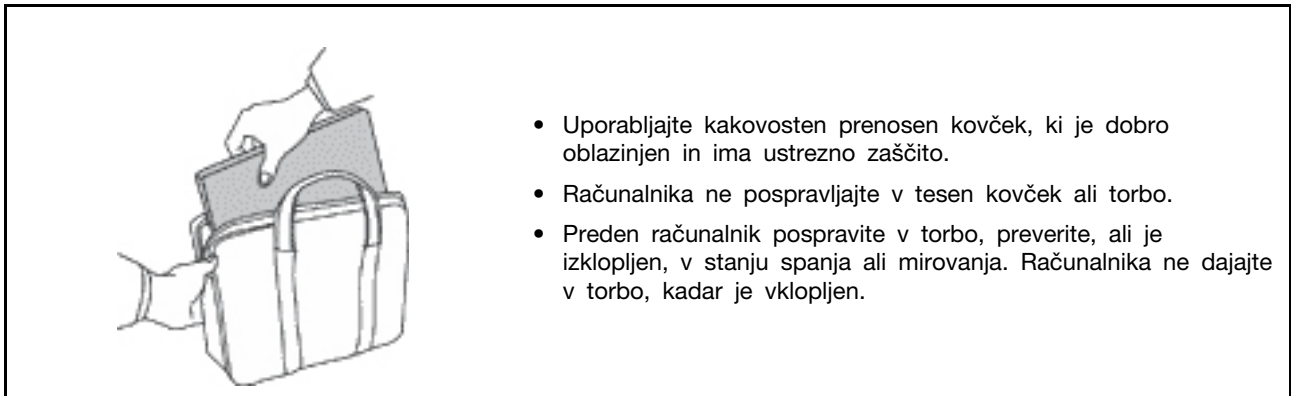 • Uporabljajte kakovosten prenosen kovček, ki je dobro
oblazinjen in ima ustrezno zaščito.
• Računalnika ne pospravljajte v tesen kovček ali torbo.
• Preden računalnik pospravite v torbo, preverite, ali je
izklopljen, v stanju spanja ali mirovanja. Računalnika ne dajajte
v torbo, kadar je vklopljen.